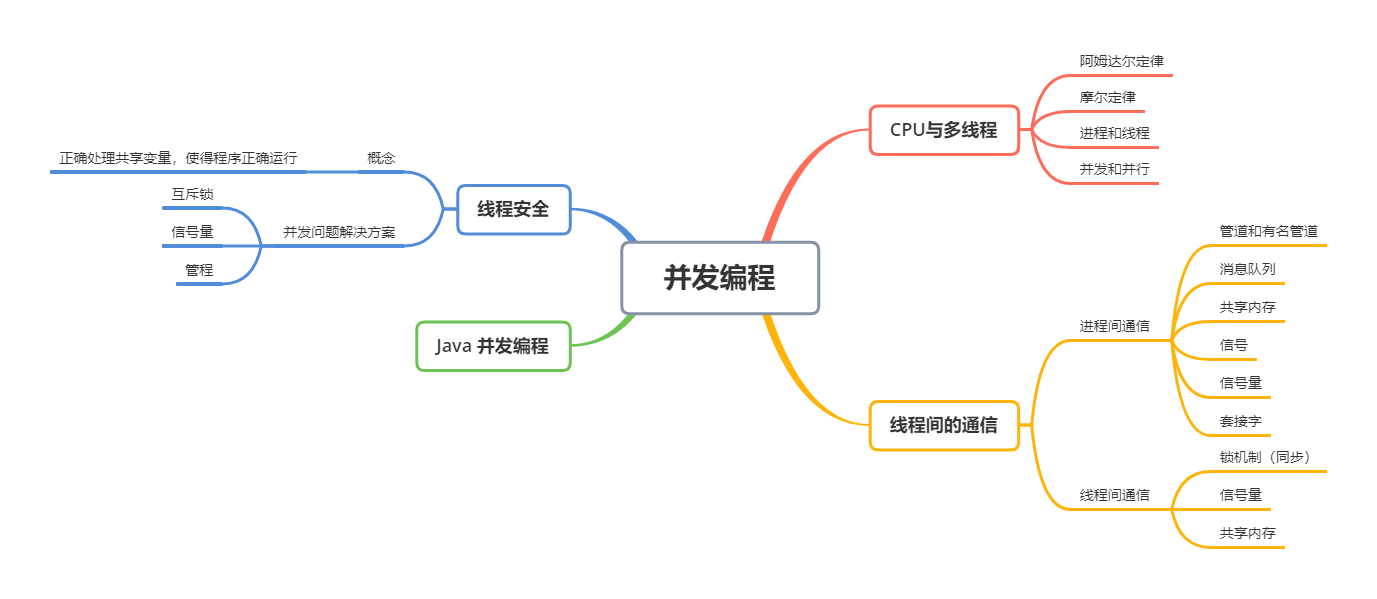 并发编程
CPU与多线程
阿姆达尔定律
摩尔定律
进程和线程
并发和并行
线程间的通信
进程间通信
管道和有名管道
消息队列
共享内存
信号
信号量
套接字
线程间通信
锁机制（同步）
信号量
共享内存
线程安全
概念
正确处理共享变量，使得程序正确运行
并发问题解决方案
互斥锁
信号量
管程
Java 并发编程